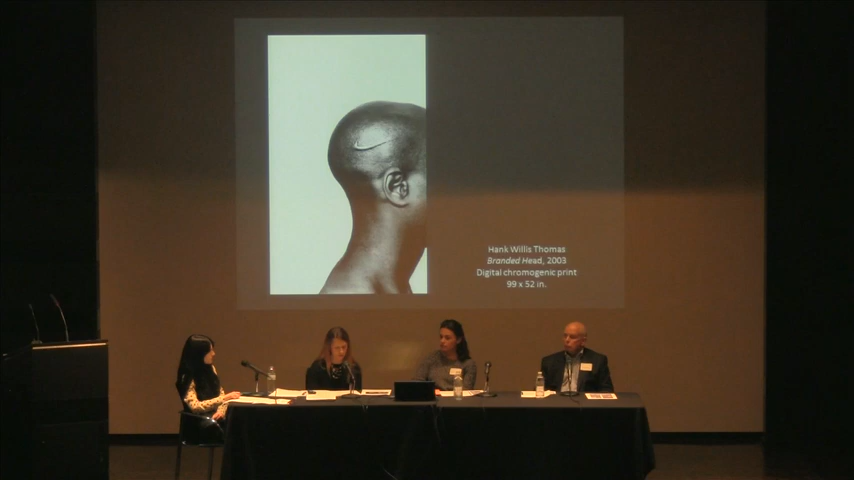 Hank Willis Thomas
Branded Head, 2003
Digital chromogenic print
99 x 52 in.